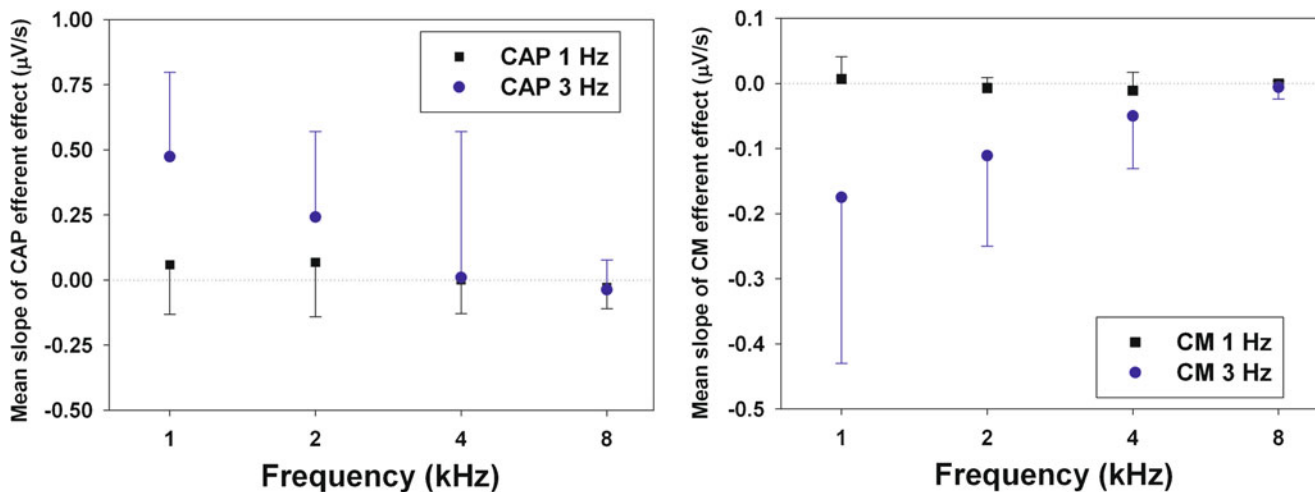 Mean slope of CAP efferent effect (µV/s)
1.00
0.75
0.50
0.25
0.00
-0.25
-0.50
CAP 1 Hz
CAP 3 Hz
1 2 4 8
Frequency (kHz)
Mean slope of CM efferent effect (µV/s)
0.1
0.0
-0.1
-0.2
-0.3
-0.4
-0.5
CM 1 Hz
CM 3 Hz
1 2 4 8
Frequency (kHz)